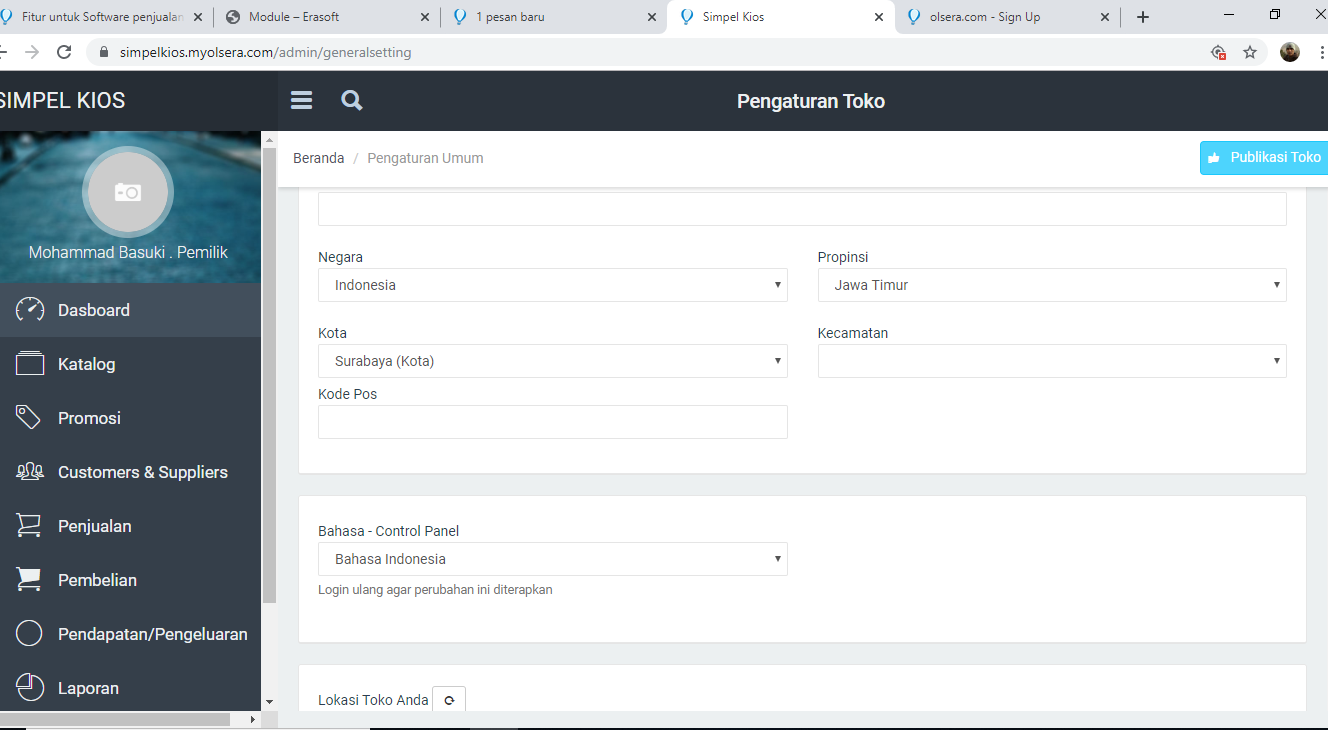 Fitur untuk Software penjualan
Module – Erasoft
1 pesan baru
Simpel Kios
olsera.com - Sign Up
simpelkios.myolsera.com/admin/generalsetting
SIMPEL KIOS
Pengaturan Toko
Beranda / Pengaturan Umum
Publikasi Toko
Mohammad Basuki . Pemilik
Dasboard
Katalog
Promosi
Customers & Suppliers
Penjualan
Pembelian
Pendapatan/Pengeluaran
Laporan
Negara
Indonesia
Propinsi
Jawa Timur
Kota
Surabaya (Kota)
Kecamatan
Kode Pos
Bahasa - Control Panel
Bahasa Indonesia
Login ulang agar perubahan ini diterapkan
Lokasi Toko Anda